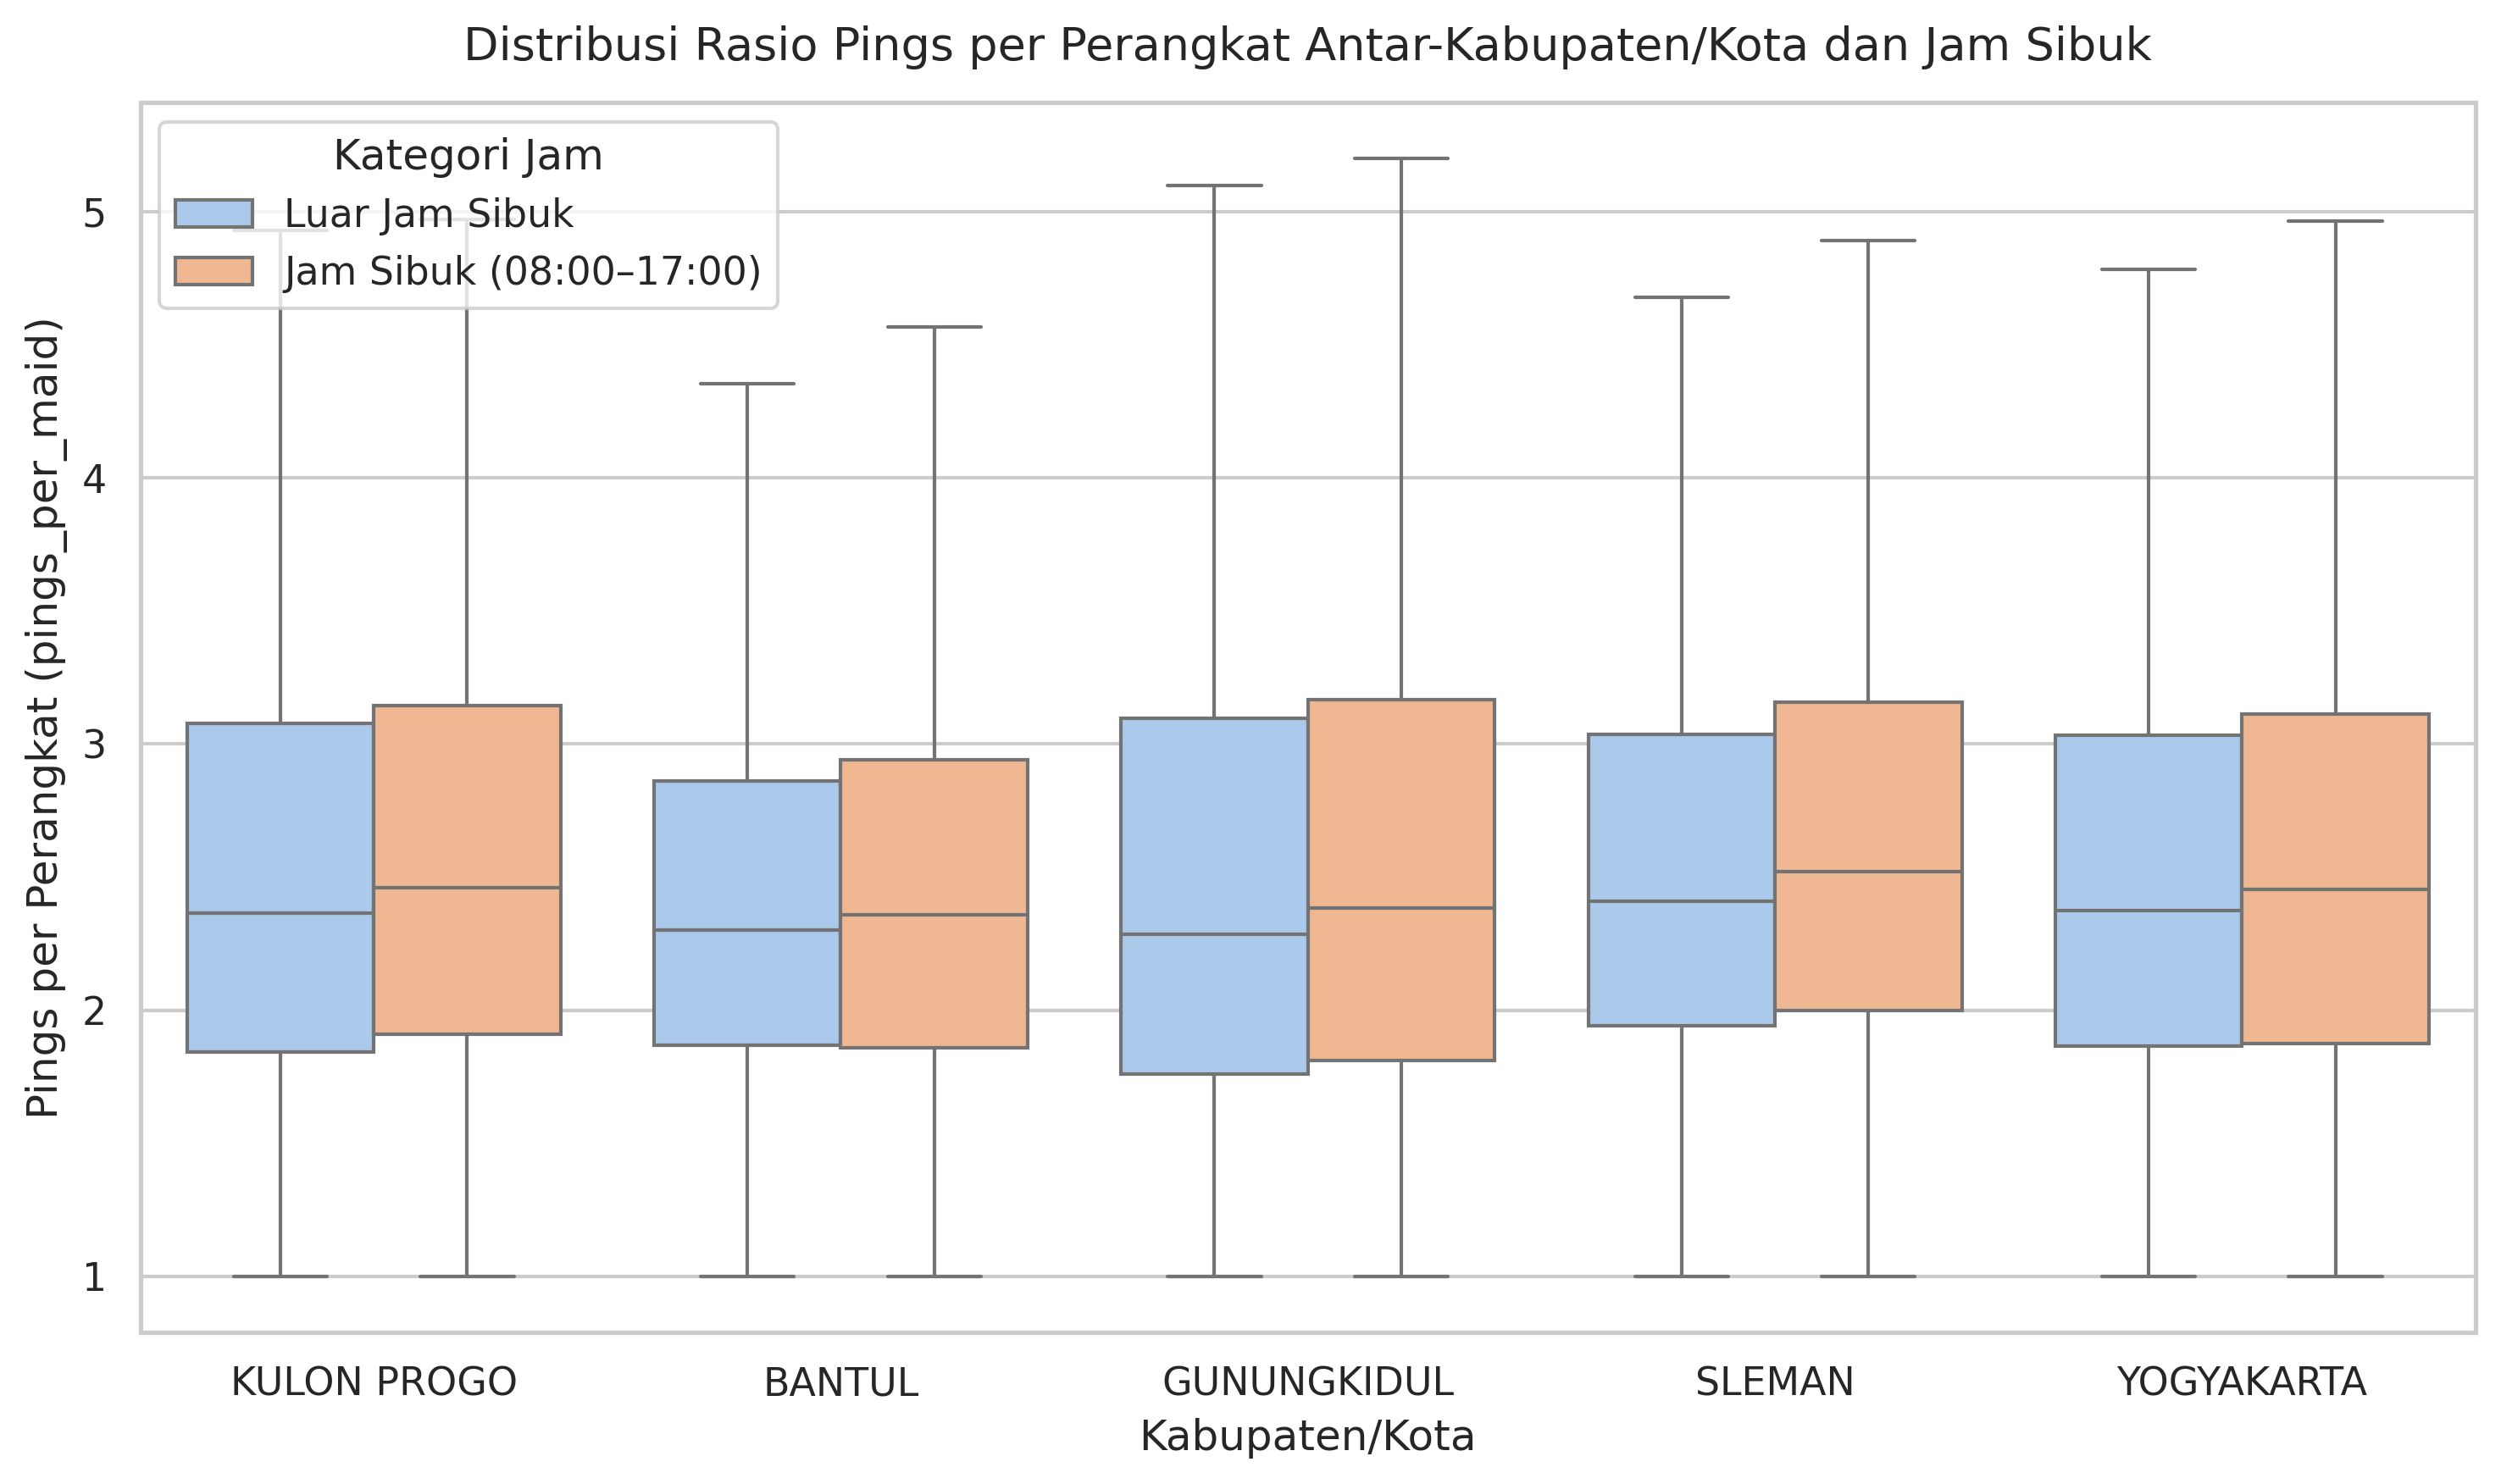 Distribusi Rasio Pings per Perangkat Antar-Kabupaten/Kota dan Jam Sibuk
Kategori Jam
Luar Jam Sibuk
Jam Sibuk (08:00–17:00)
Pings per Perangkat (pings_per_maid)
5
4
3
2
1
KULON PROGO
BANTUL
GUNUNGKIDUL
SLEMAN
YOGYAKARTA
Kabupaten/Kota